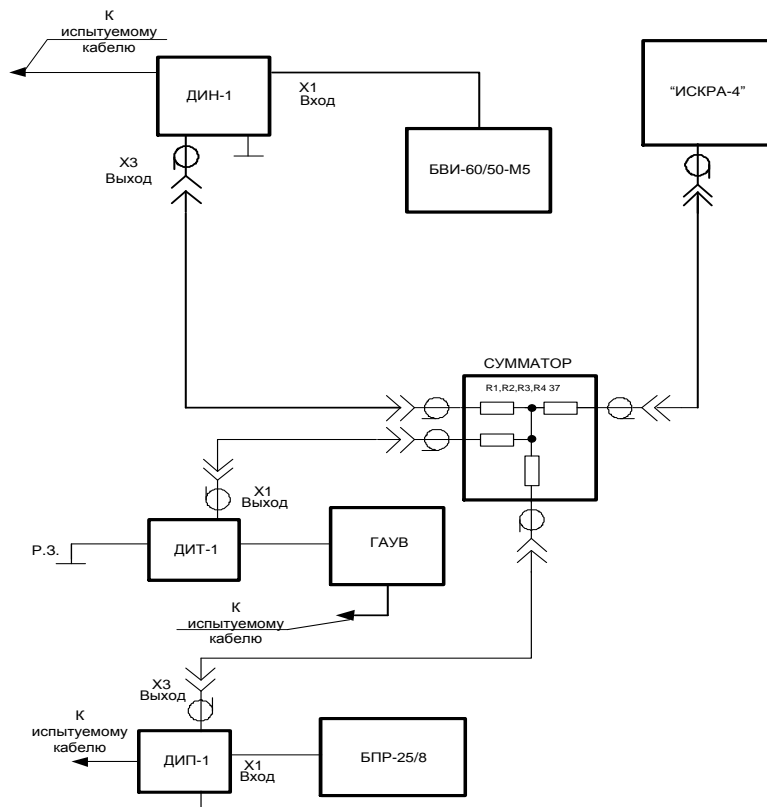 К
испытуемому
кабелю
ДИН-1
Х1
Вход
“ИСКРА-4”
БВИ-60/50-М5
Х3
Выход
СУММАТОР
R1,R2,R3,R4 37
Х1
Выход
Р.З.
ДИТ-1
ГАУВ
К
испытуемому
кабелю
Х3
Выход
К
испытуемому
кабелю
ДИП-1
Х1
Вход
БПР-25/8